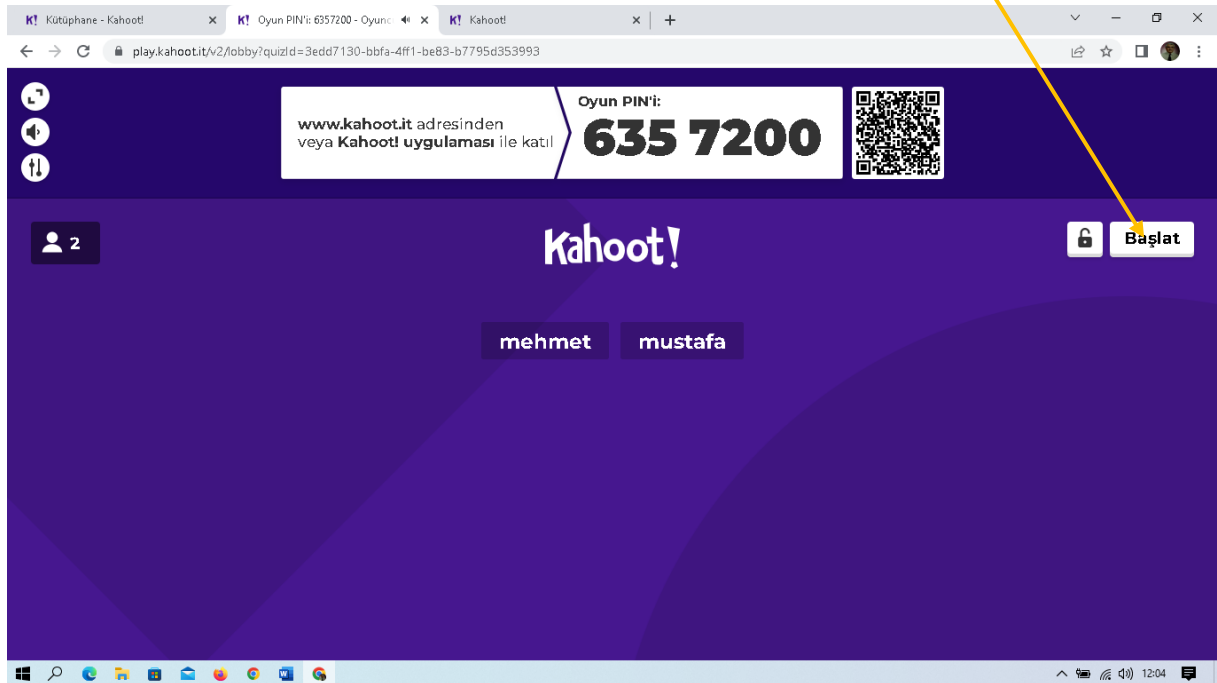 K! Kütüphane - Kahoot!
K! Oyun PIN'i: 6357200 - Oyunc
K! Kahoot!
play.kahoot.it/v2/lobby?quizId=3edd7130-bbfa-4ff1-be83-b7795d353993
www.kahoot.it adresinden
veya Kahoot! uygulaması ile katıl
Oyun PIN'i:
635 7200
2
Kahoot!
Başlat
mehmet mustafa
12:04